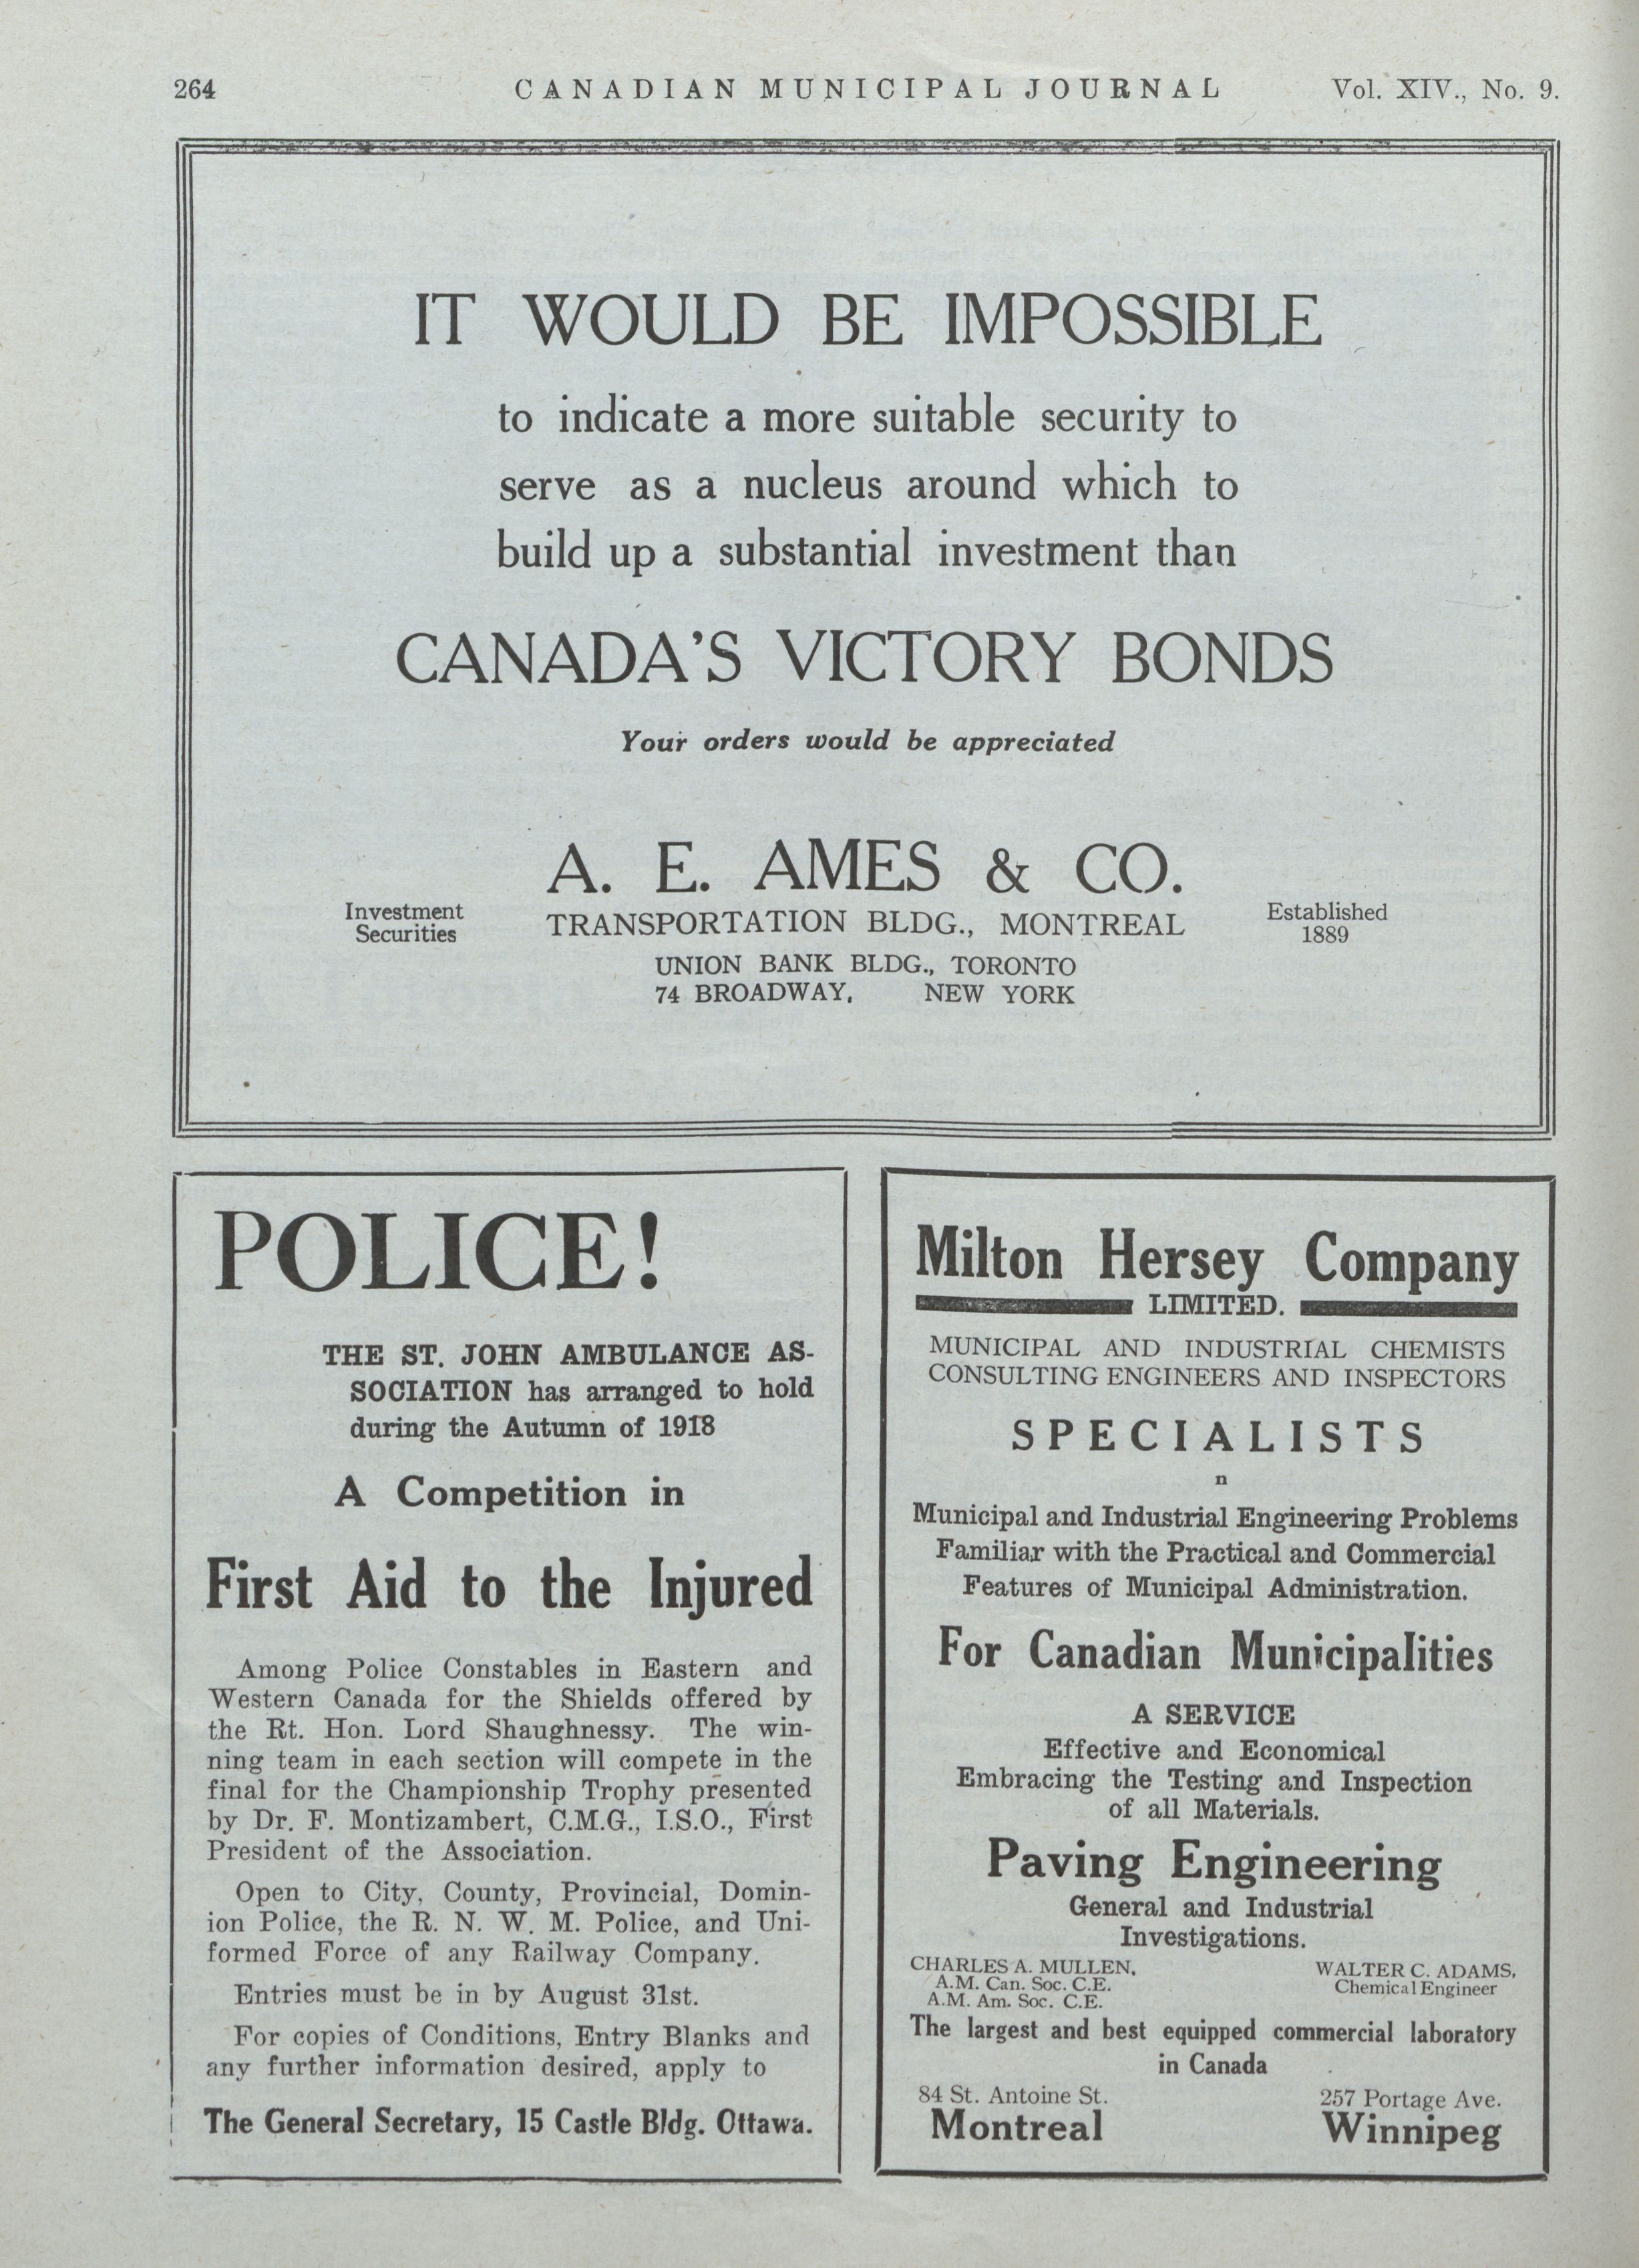 264
CANADIAN MUNICIPAL JOURNAL
Vol. XIV., No. 9.
IT WOULD BE IMPOSSIBLE
to indicate a more suitable security to
serve as a nucleus around which to
build up a substantial investment than
CANADA'S VICTORY BONDS
Your orders would be appreciated
A. E. AMES & CO.
Investment
Securities
TRANSPORTATION BLDG., MONTREAL
UNION BANK BLDG., TORONTO
74 BROADWAY, NEW YORK
Established
1889
POLICE!
THE ST. JOHN AMBULANCE AS-
SOCIATION has arranged to hold
during the Autumn of 1918
A Competition in
First Aid to the Injured
Among Police Constables in Eastern and
Western Canada for the Shields offered by
the Rt. Hon. Lord Shaughnessy. The win-
ning team in each section will compete in the
final for the Championship Trophy presented
by Dr. F. Montizambert, C.M.G., I.S.O., First
President of the Association.
Open to City, County, Provincial, Domin-
ion Police, the R. N. W. M. Police, and Uni-
formed Force of any Railway Company.
Entries must be in by August 31st.
For copies of Conditions, Entry Blanks and
any further information desired, apply to
The General Secretary, 15 Castle Bldg. Ottawa.
Milton Hersey Company
LIMITED.
MUNICIPAL AND INDUSTRIAL CHEMISTS
CONSULTING ENGINEERS AND INSPECTORS
SPECIALISTS
n
Municipal and Industrial Engineering Problems
Familiar with the Practical and Commercial
Features of Municipal Administration.
For Canadian Municipalities
A SERVICE
Effective and Economical
Embracing the Testing and Inspection
of all Materials.
Paving Engineering
General and Industrial
Investigations.
CHARLES A. MULLEN,
A.M. Can. Soc. C.E.
A.M. Am. Soc. C.E.
WALTER C. ADAMS,
Chemical Engineer
The largest and best equipped commercial laboratory
in Canada
84 St. Antoine St.
Montreal
257 Portage Ave.
Winnipeg